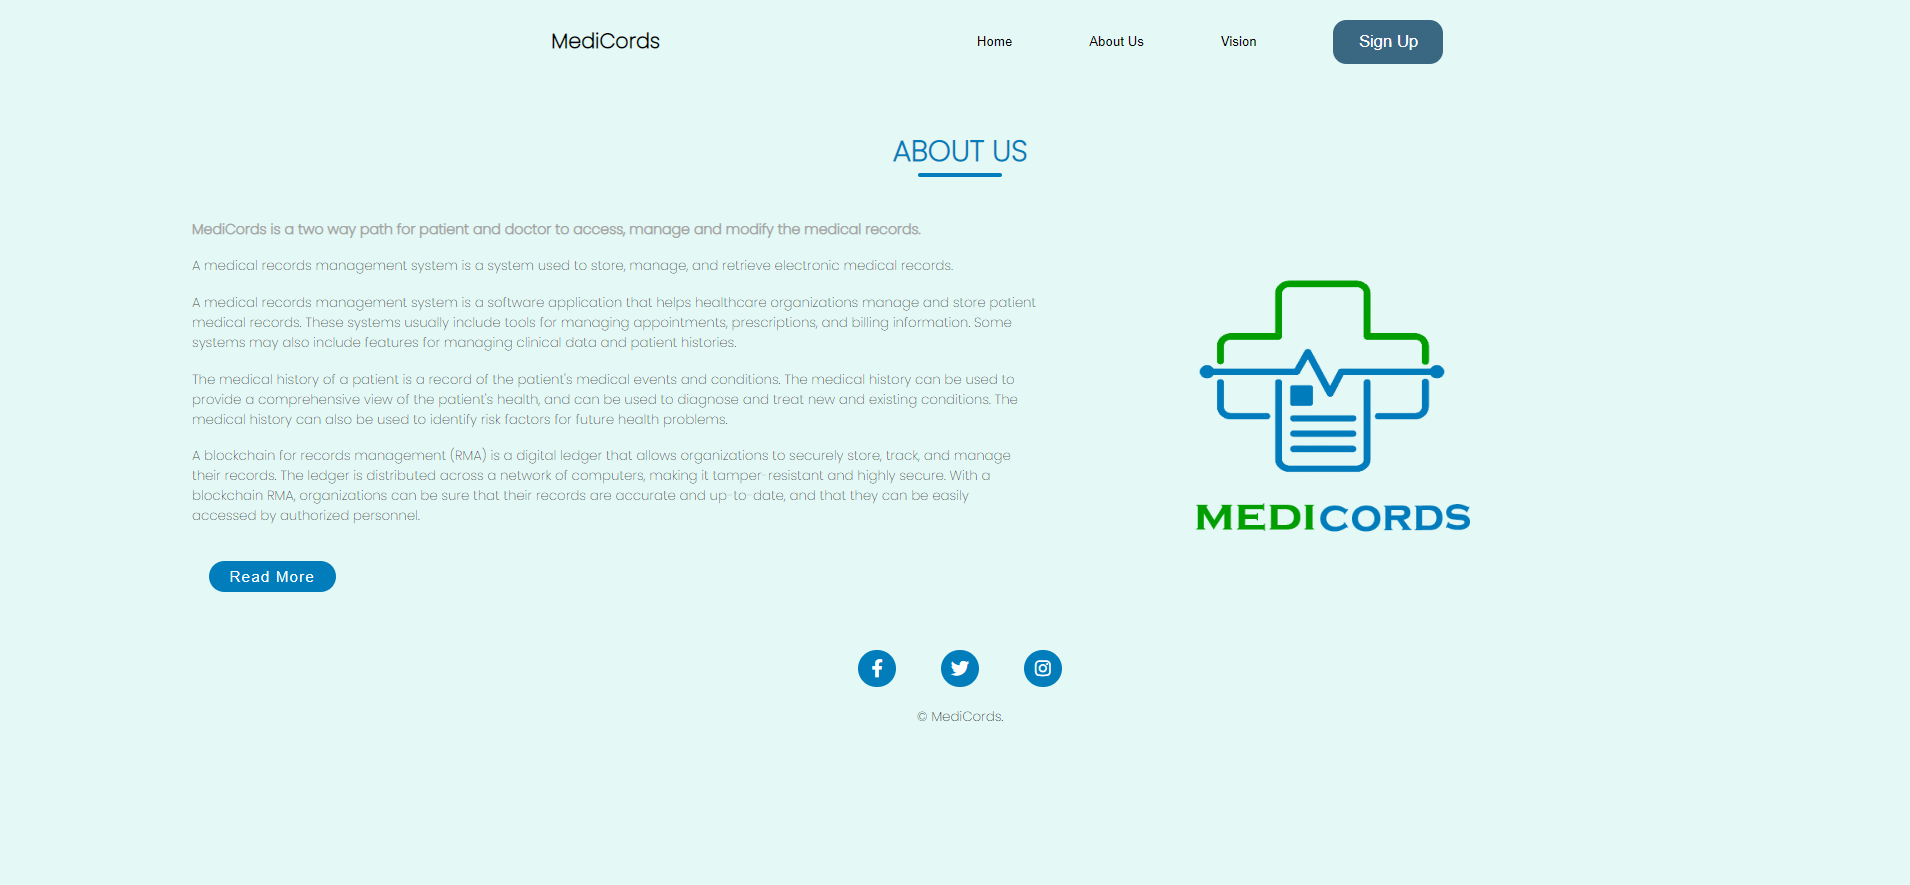 MediCords
Home
About Us
Vision
Sign Up
ABOUT US
MediCords is a two way path for patient and doctor to access, manage and modify the medical records.
A medical records management system is a system used to store, manage, and retrieve electronic medical records.
A medical records management system is a software application that helps healthcare organizations manage and store patient
medical records. These systems usually include tools for managing appointments, prescriptions, and billing information. Some
systems may also include features for managing clinical data and patient histories.
The medical history of a patient is a record of the patient's medical events and conditions. The medical history can be used to
provide a comprehensive view of the patient's health, and can be used to diagnose and treat new and existing conditions. The
medical history can also be used to identify risk factors for future health problems.
A blockchain for records management (RMA) is a digital ledger that allows organizations to securely store, track, and manage
their records. The ledger is distributed across a network of computers, making it tamper-resistant and highly secure. With a
blockchain RMA, organizations can be sure that their records are accurate and up-to-date, and that they can be easily
accessed by authorized personnel.
Read More
MEDICORDS
© MediCords.